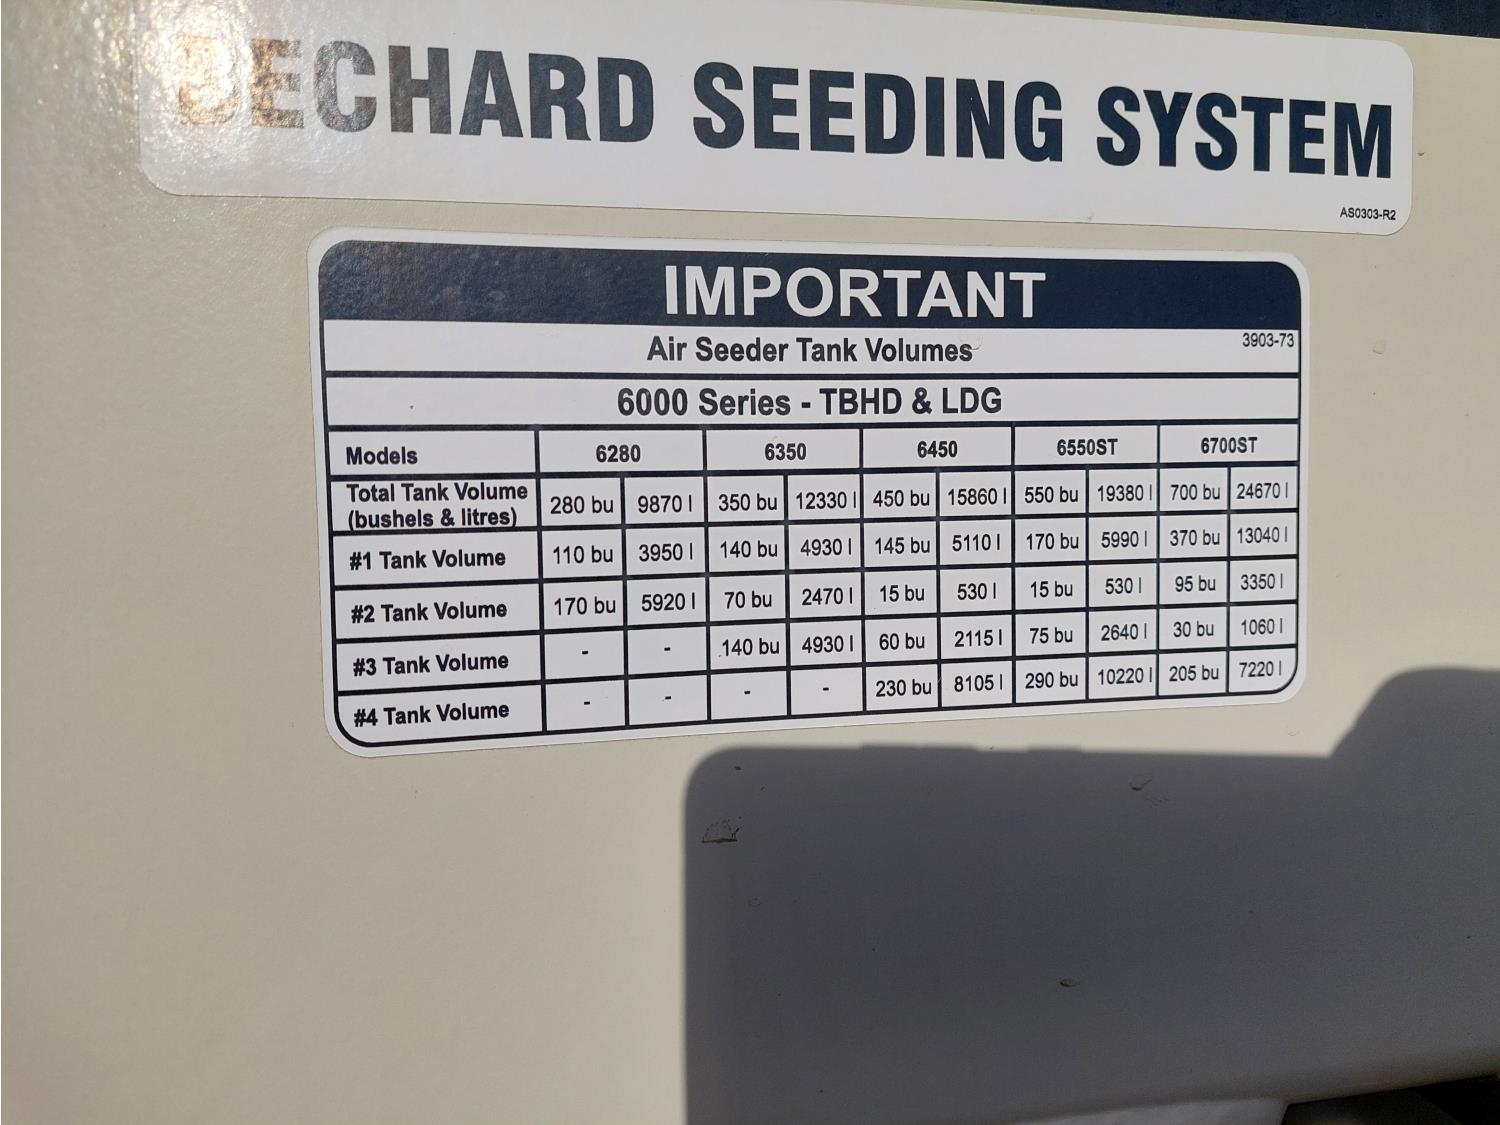 BECHARD SEEDING SYSTEM
AS0303-R2
IMPORTANT
Air Seeder Tank Volumes 3903-73
6000 Series - TBHD & LDG
Models 6280 6350 6450 6550ST 6700ST
Total Tank Volume
(bushels & litres) 280 bu 9870 l 350 bu 12330 l 450 bu 15860 l 550 bu 19380 l 700 bu 24670 l
#1 Tank Volume 110 bu 3950 l 140 bu 4930 l 145 bu 5110 l 170 bu 5990 l 370 bu 13040 l
#2 Tank Volume 170 bu 5920 l 70 bu 2470 l 15 bu 530 l 15 bu 530 l 95 bu 3350 l
#3 Tank Volume - - 140 bu 4930 l 60 bu 2115 l 75 bu 2640 l 30 bu 1060 l
#4 Tank Volume - - - - 230 bu 8105 l 290 bu 10220 l 205 bu 7220 l